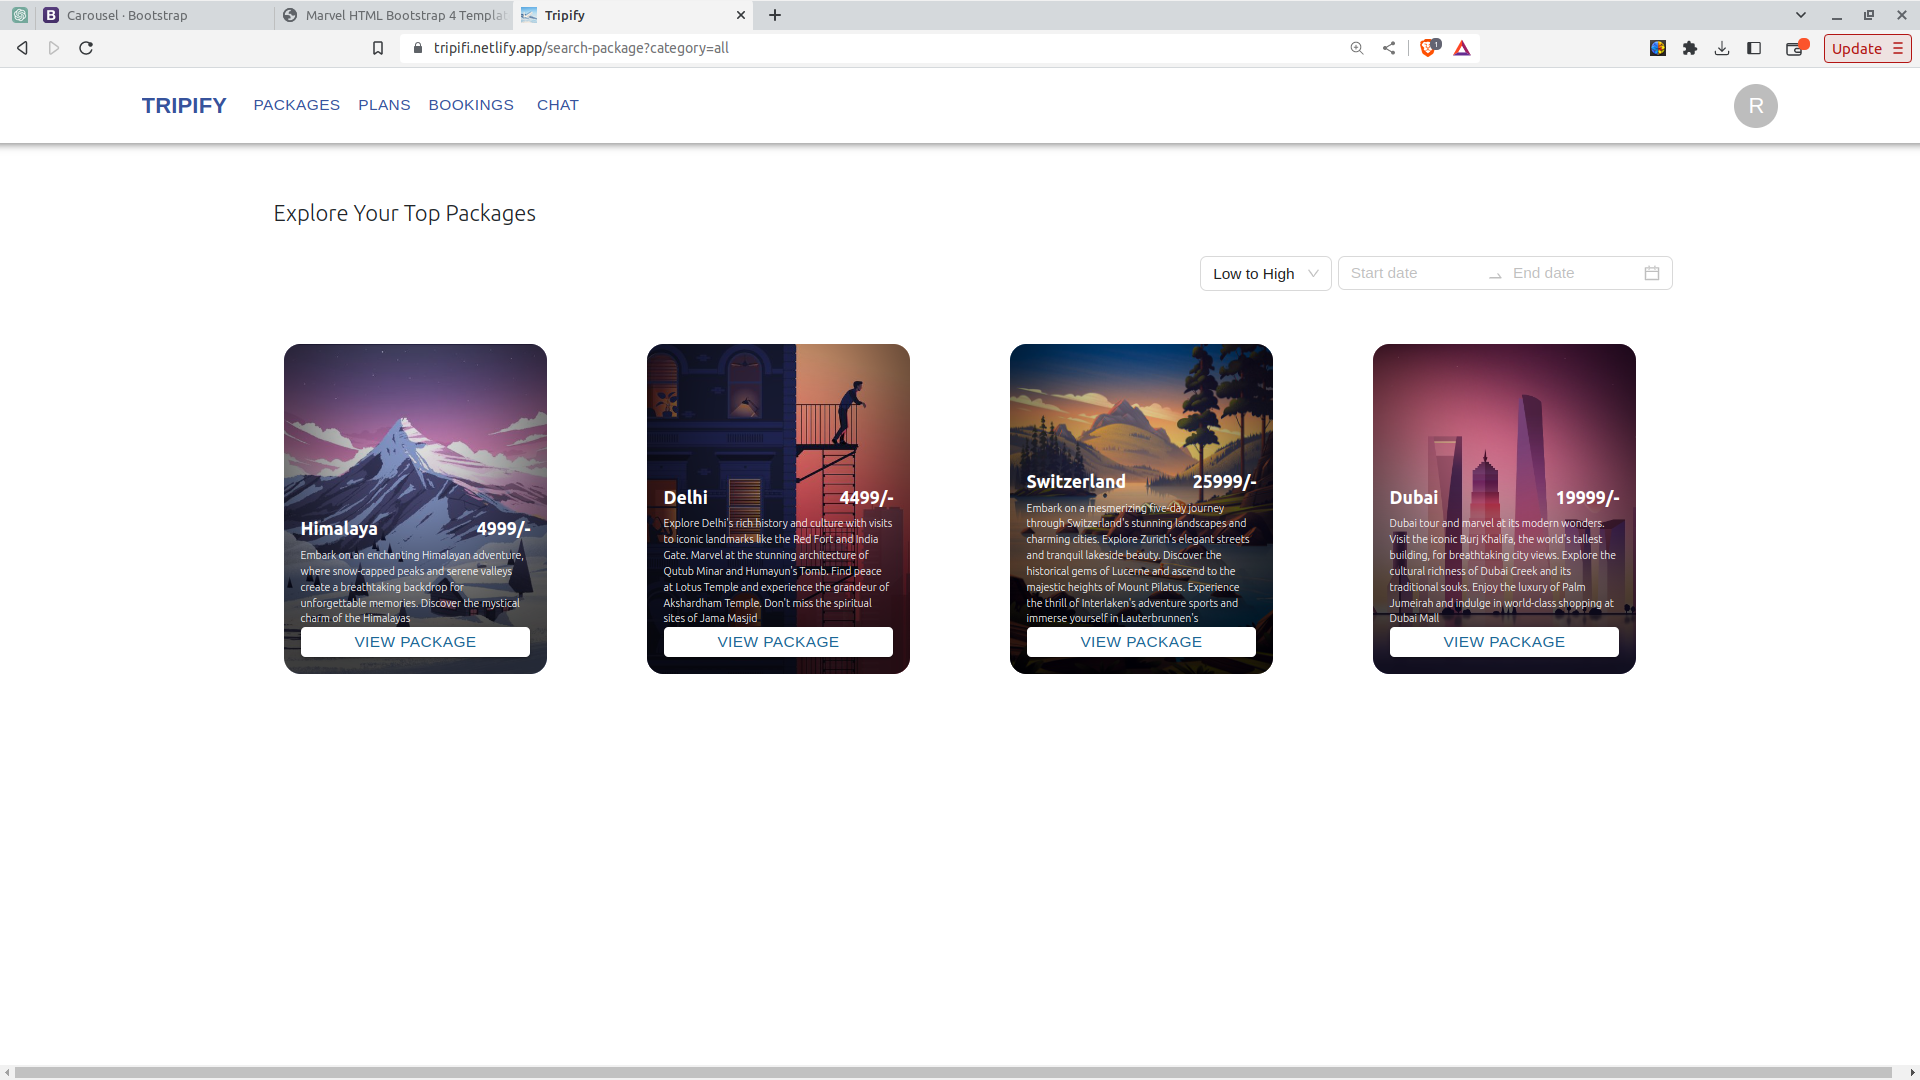 Carousel · Bootstrap
Marvel HTML Bootstrap 4 Templat
Tripify
tripifi.netlify.app/search-package?category=all
1
Update
TRIPIFY
PACKAGES
PLANS
BOOKINGS
CHAT
R
Explore Your Top Packages
Low to High
Start date
End date
Himalaya 4999/-
Embark on an enchanting Himalayan adventure,
where snow-capped peaks and serene valleys
create a breathtaking backdrop for
unforgettable memories. Discover the mystical
charm of the Himalayas
VIEW PACKAGE
Delhi 4499/-
Explore Delhi's rich history and culture with visits
to iconic landmarks like the Red Fort and India
Gate. Marvel at the stunning architecture of
Qutub Minar and Humayun's Tomb. Find peace
at Lotus Temple and experience the grandeur of
Akshardham Temple. Don't miss the spiritual
sites of Jama Masjid
VIEW PACKAGE
Switzerland 25999/-
Embark on a mesmerizing five-day journey
through Switzerland's stunning landscapes and
charming cities. Explore Zurich's elegant streets
and tranquil lakeside beauty. Discover the
historical gems of Lucerne and ascend to the
majestic heights of Mount Pilatus. Experience
the thrill of Interlaken's adventure sports and
immerse yourself in Lauterbrunnen's
VIEW PACKAGE
Dubai 19999/-
Dubai tour and marvel at its modern wonders.
Visit the iconic Burj Khalifa, the world's tallest
building, for breathtaking city views. Explore the
cultural richness of Dubai Creek and its
traditional souks. Enjoy the luxury of Palm
Jumeirah and indulge in world-class shopping at
Dubai Mall
VIEW PACKAGE